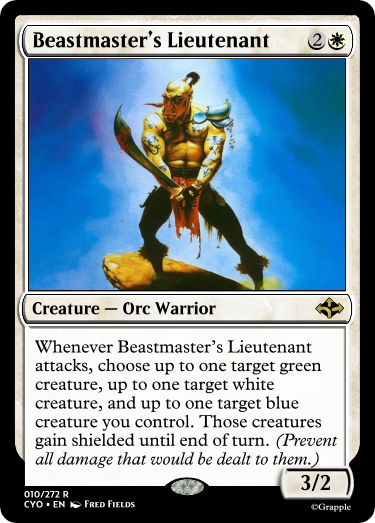 Beastmaster's Lieutenant 2
Creature — Orc Warrior
Whenever Beastmaster's Lieutenant
attacks, choose up to one target green
creature, up to one target white
creature, and up to one target blue
creature you control. Those creatures
gain shielded until end of turn. (Prevent
all damage that would be dealt to them.)
3/2
010/272 R
CYO • EN FRED FIELDS
©Grapple